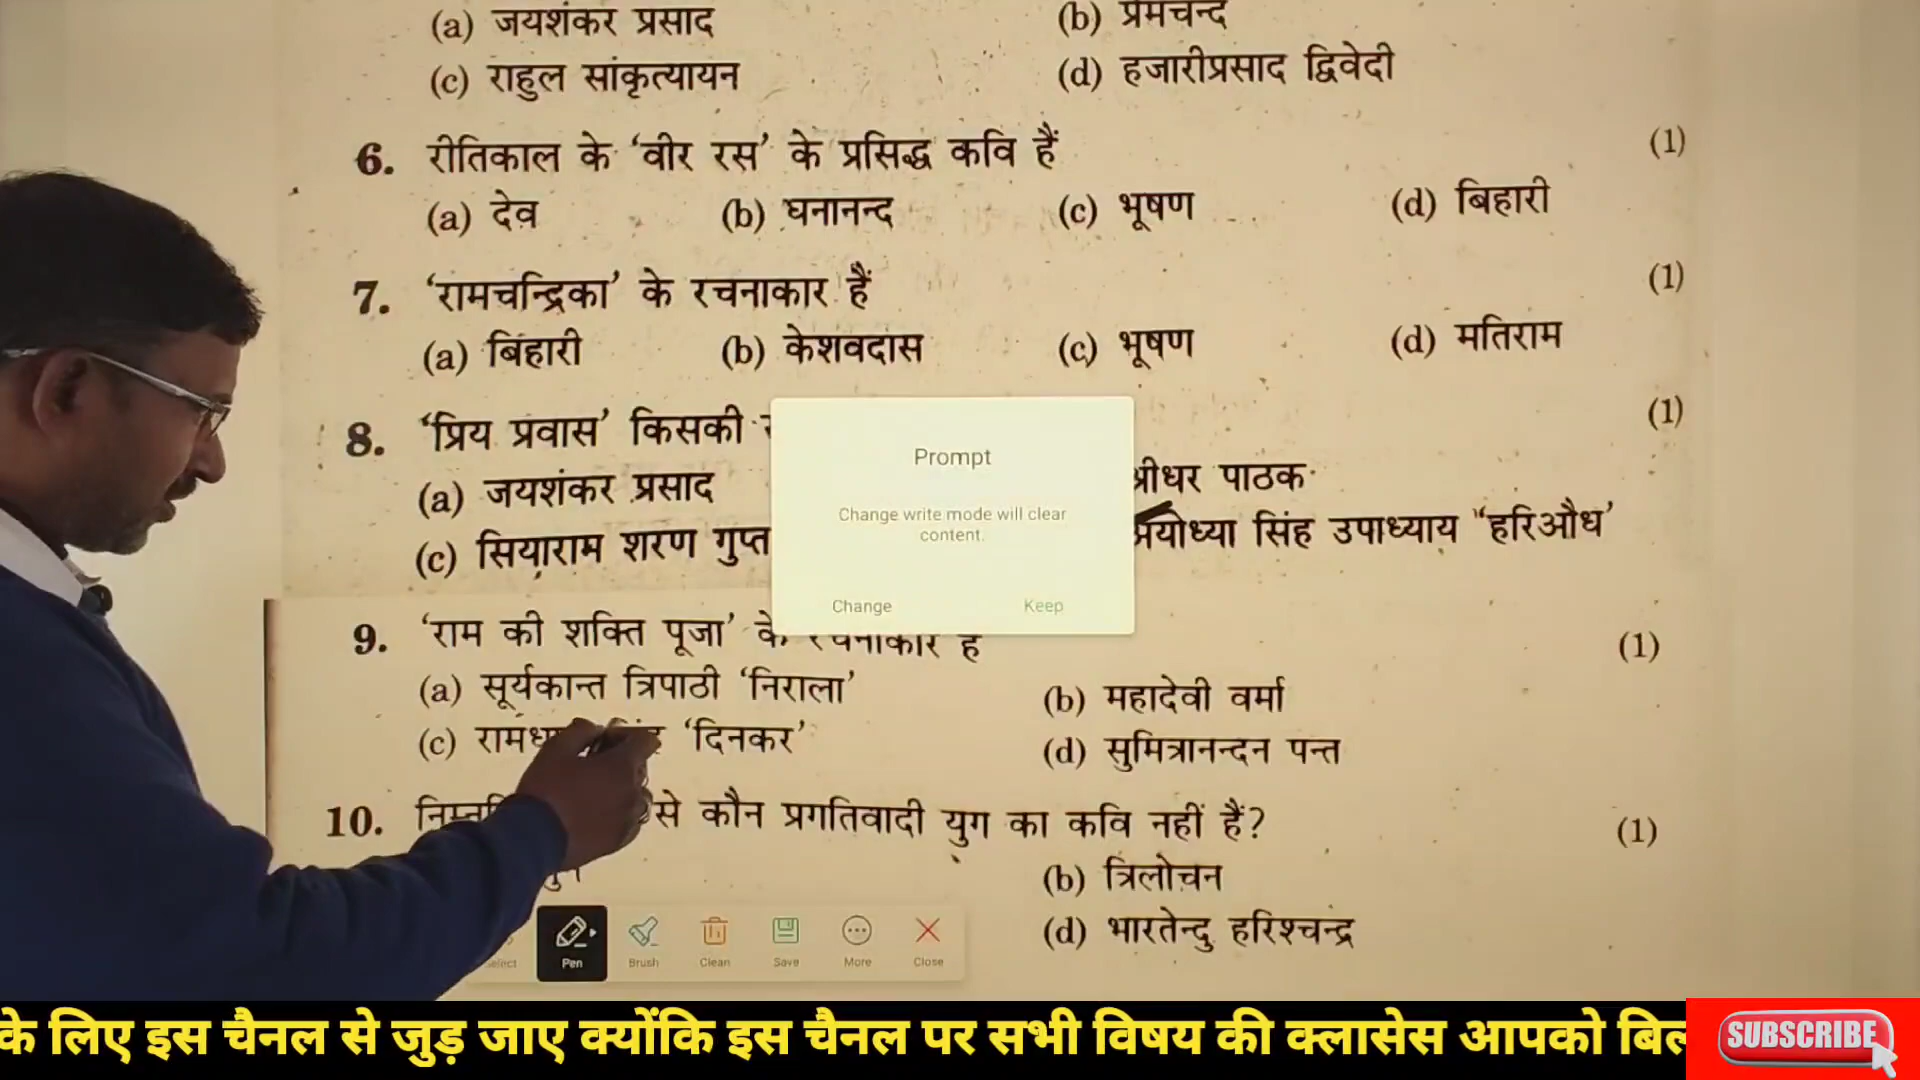 (a) जयशंकर प्रसाद (b) प्रेमचन्द
(c) राहुल सांकृत्यायन (d) हजारीप्रसाद द्विवेदी
6. रीतिकाल के ‘वीर रस’ के प्रसिद्ध कवि हैं (1)
(a) देव (b) घनानन्द (c) भूषण (d) बिहारी
7. ‘रामचन्द्रिका’ के रचनाकार हैं (1)
(a) बिहारी (b) केशवदास (c) भूषण (d) मतिराम
8. ‘प्रिय प्रवास’ किसकी (1)
(a) जयशंकर प्रसाद श्रीधर पाठक
(c) सियाराम शरण गुप्त अयोध्या सिंह उपाध्याय “हरिऔध’
Prompt
Change write mode will clear
content.
Change Keep
9. ‘राम की शक्ति पूजा’ के रचनाकार हैं (1)
(a) सूर्यकान्त त्रिपाठी ‘निराला’ (b) महादेवी वर्मा
(c) ‘दिनकर’ (d) सुमित्रानन्दन पन्त
10. से कौन प्रगतिवादी युग का कवि नहीं हैं? (1)
(b) त्रिलोचन
(d) भारतेन्दु हरिश्चन्द्र
Select Pen Brush Clean Save More Close
के लिए इस चैनल से जुड़ जाए क्योंकि इस चैनल पर सभी विषय की क्लासेस आपको
SUBSCRIBE